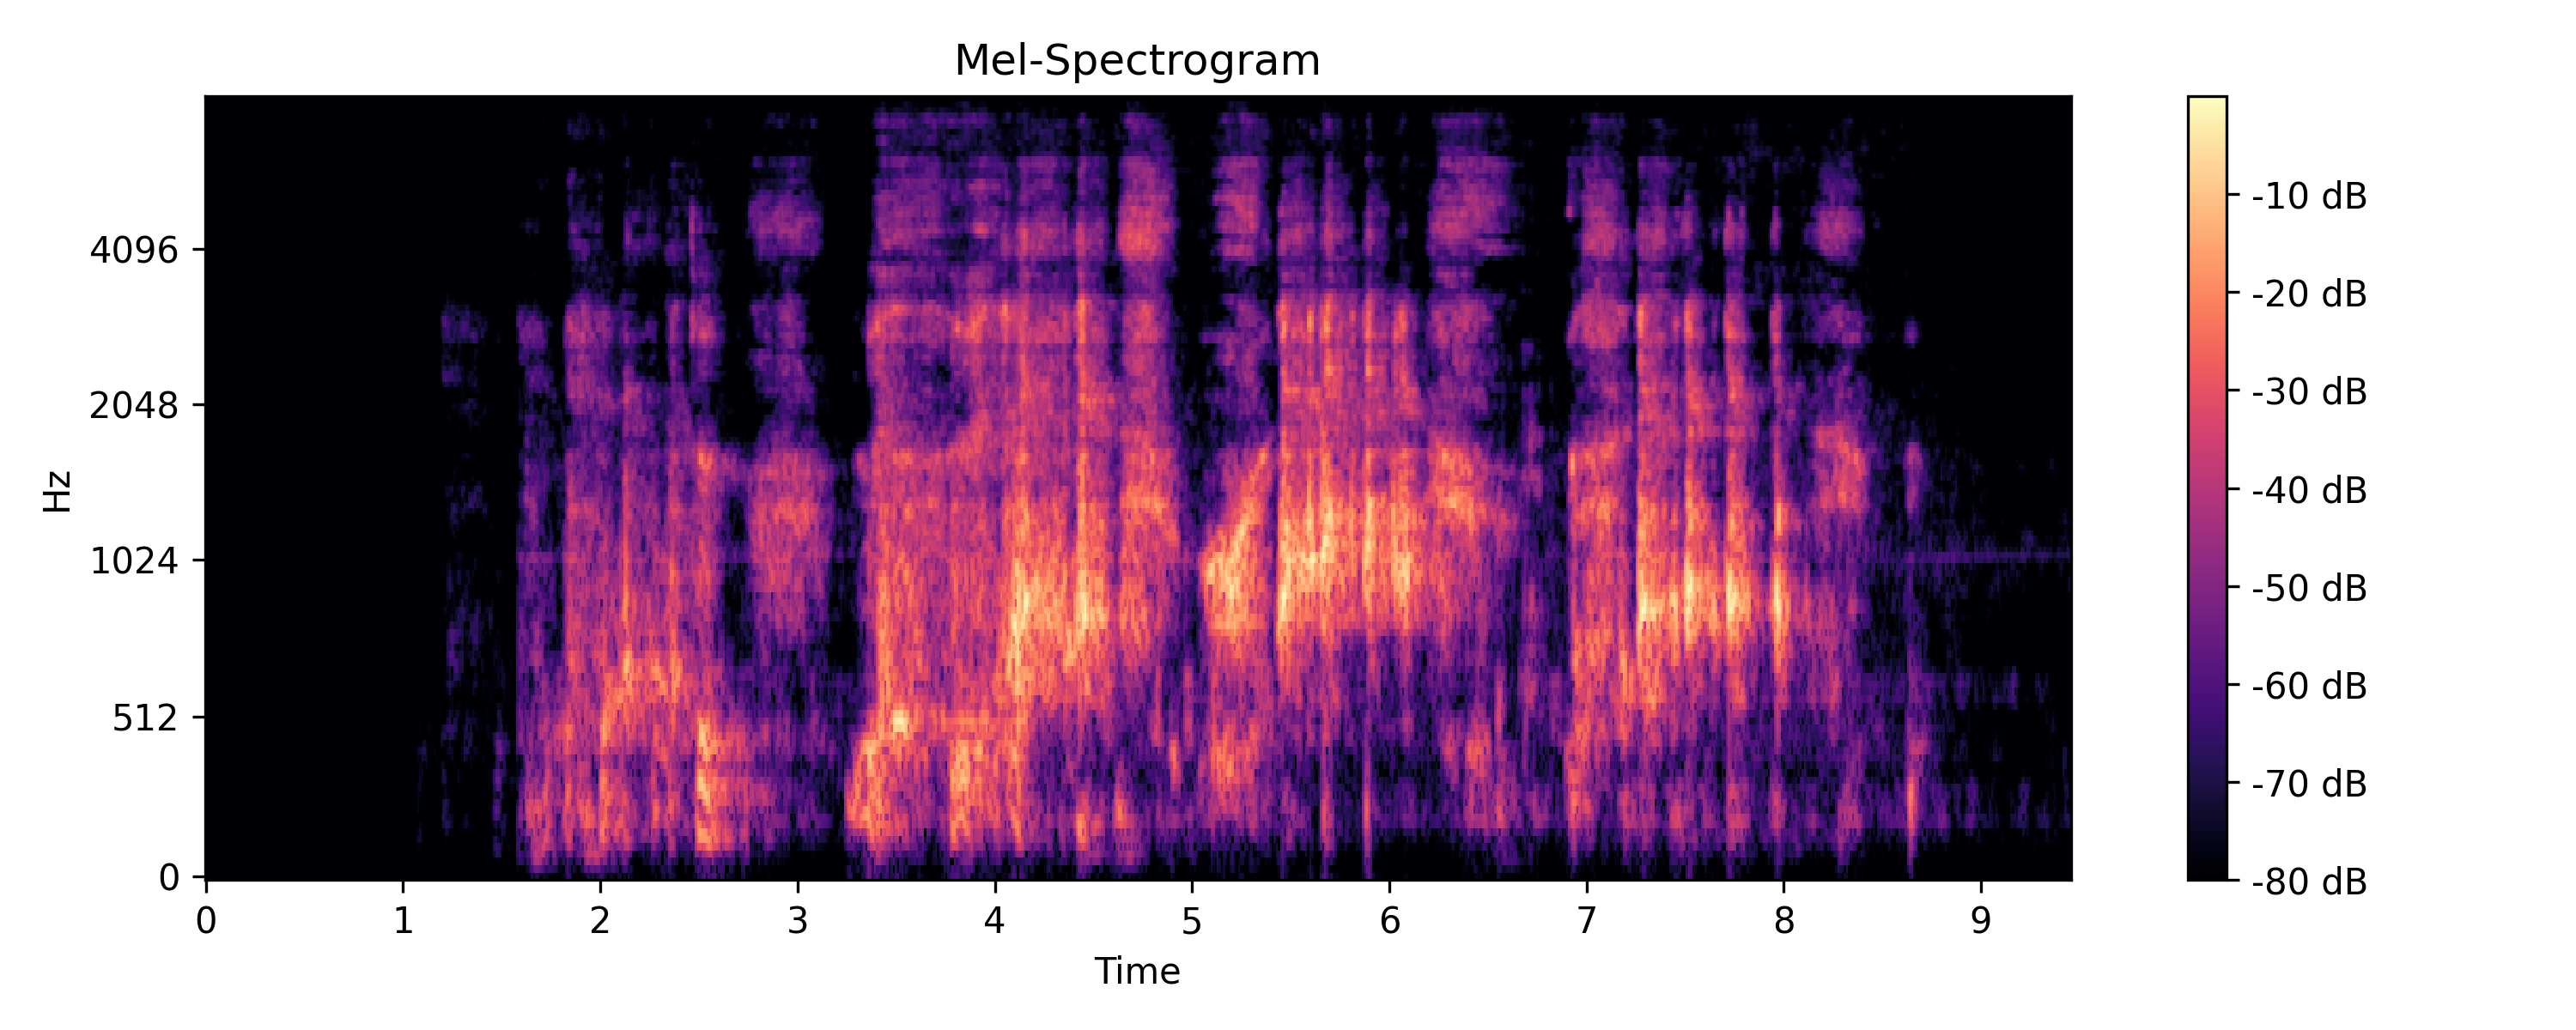 Mel-Spectrogram
Hz
4096
2048
1024
512
0
0 1 2 3 4 5 6 7 8 9
Time
-10 dB
-20 dB
-30 dB
-40 dB
-50 dB
-60 dB
-70 dB
-80 dB